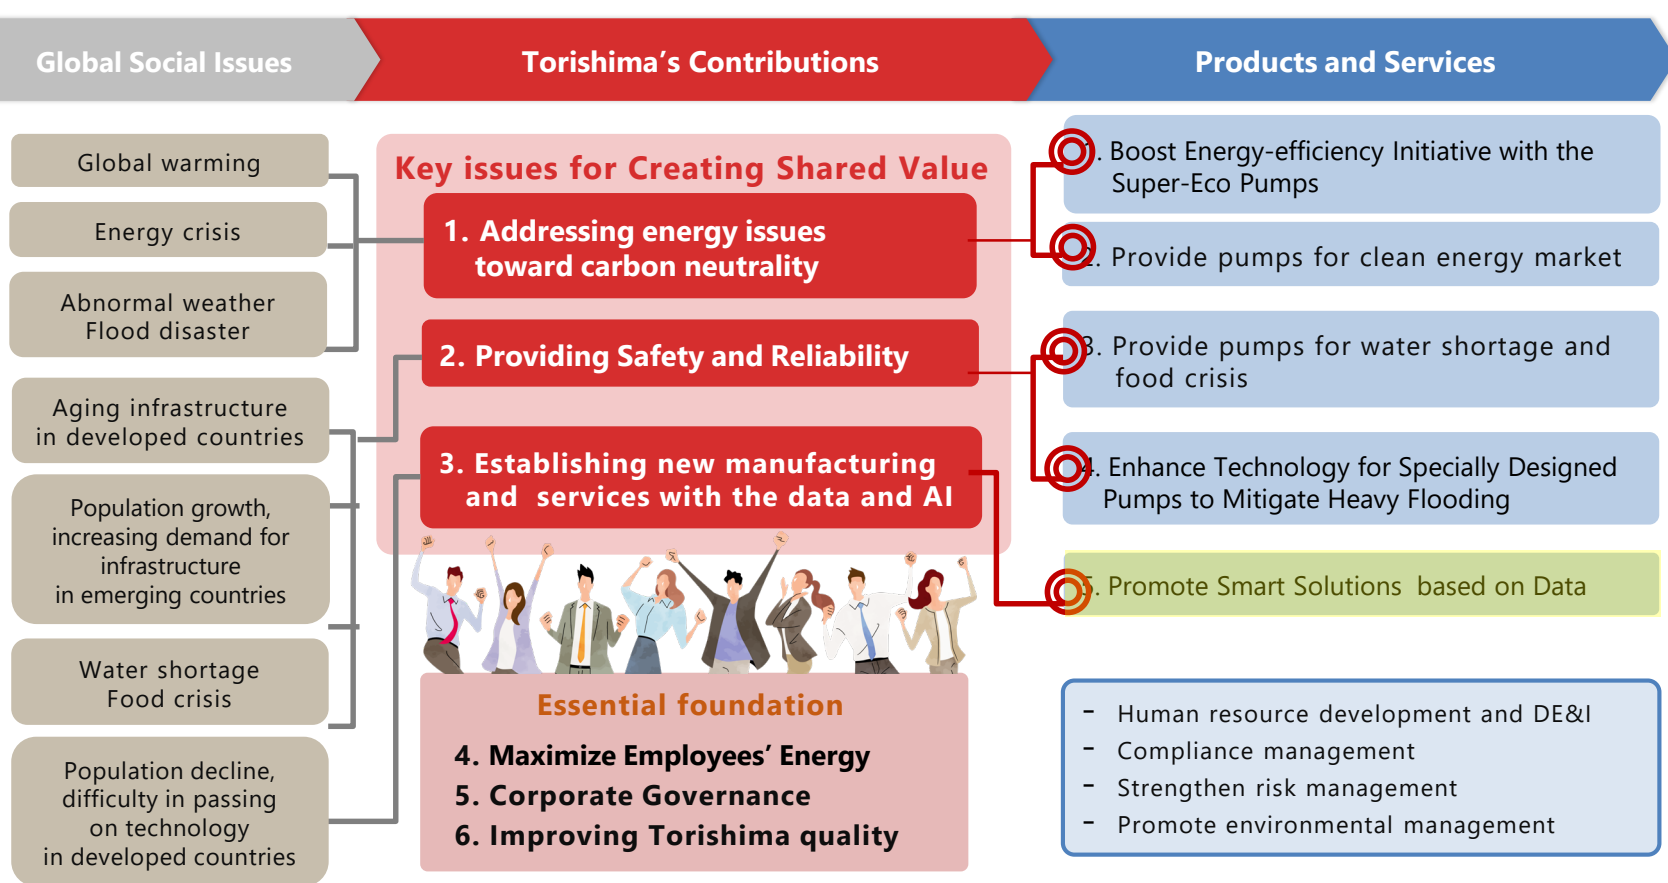 Global Social Issues
Torishima's Contributions
Products and Services
Global warming
Energy crisis
Abnormal weather
Flood disaster
Aging infrastructure
in developed countries
Population growth,
increasing demand for
infrastructure
in emerging countries
Water shortage
Food crisis
Population decline,
difficulty in passing
on technology
in developed countries
Key issues for Creating Shared Value
1. Addressing energy issues
toward carbon neutrality
2. Providing Safety and Reliability
3. Establishing new manufacturing
and services with the data and AI
Essential foundation
4. Maximize Employees' Energy
5. Corporate Governance
6. Improving Torishima quality
1. Boost Energy-efficiency Initiative with the
Super-Eco Pumps
2. Provide pumps for clean energy market
3. Provide pumps for water shortage and
food crisis
4. Enhance Technology for Specially Designed
Pumps to Mitigate Heavy Flooding
5. Promote Smart Solutions based on Data
- Human resource development and DE&I
- Compliance management
- Strengthen risk management
- Promote environmental management